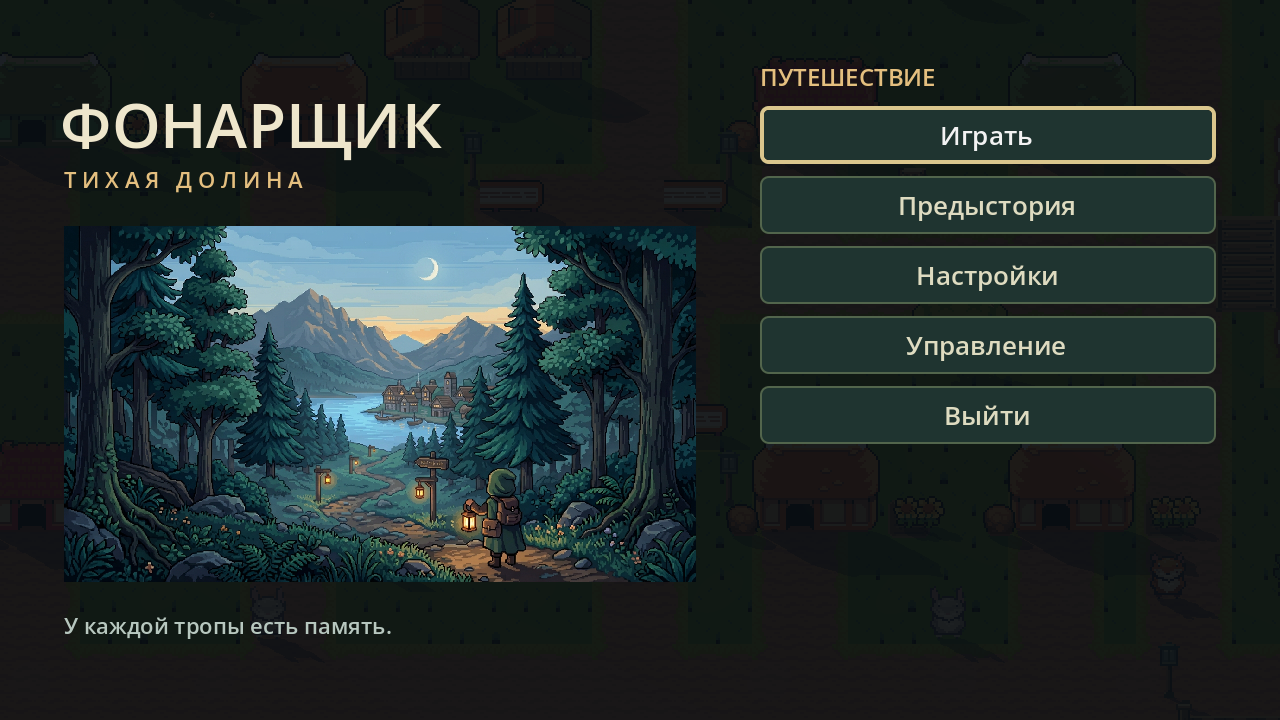 ФОНАРЩИК
ТИХАЯ ДОЛИНА
У каждой тропы есть память.
ПУТЕШЕСТВИЕ
Играть
Предыстория
Настройки
Управление
Выйти